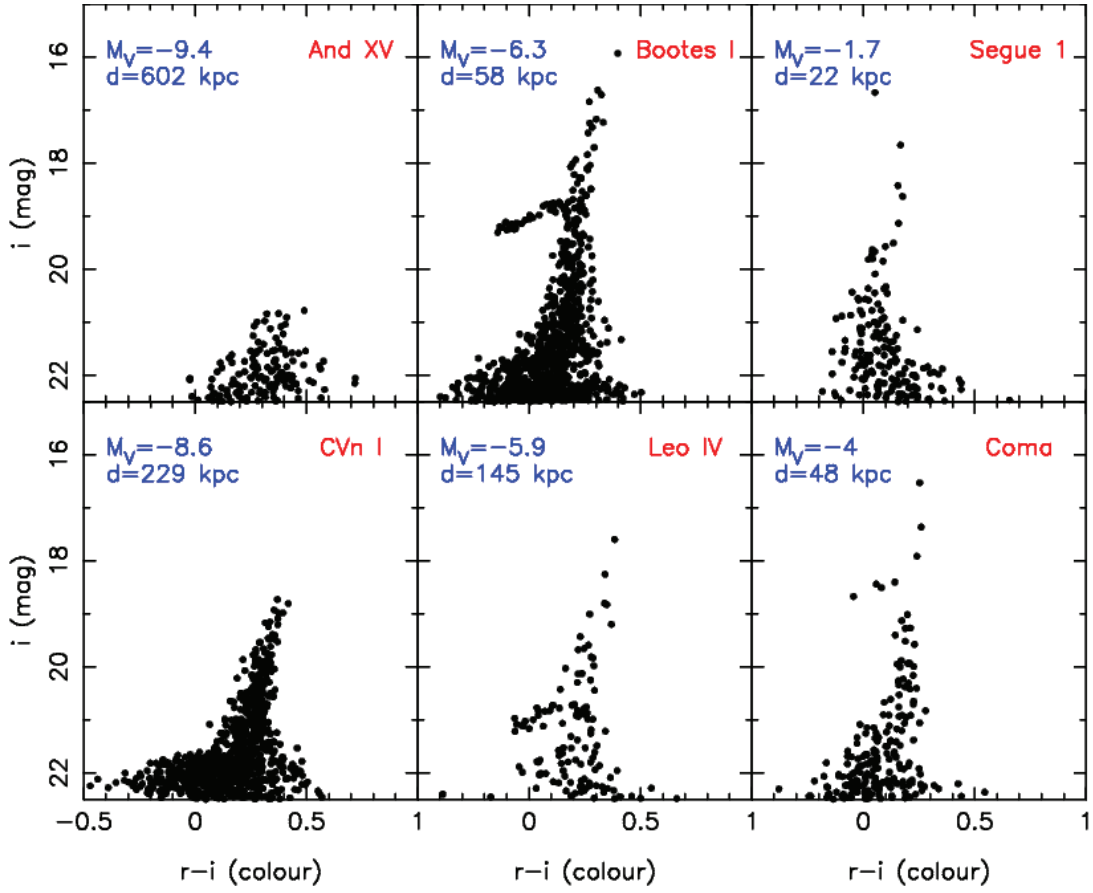 M_V=−9.4 And XV
d=602 kpc
M_V=−6.3 Bootes I
d=58 kpc
M_V=−1.7 Segue 1
d=22 kpc
16
18
20
22
i (mag)
M_V=−8.6 CVn I
d=229 kpc
M_V=−5.9 Leo IV
d=145 kpc
M_V=−4 Coma
d=48 kpc
16
18
20
22
i (mag)
−0.5 0 0.5 1 0 0.5 1 0 0.5 1
r−i (colour) r−i (colour) r−i (colour)